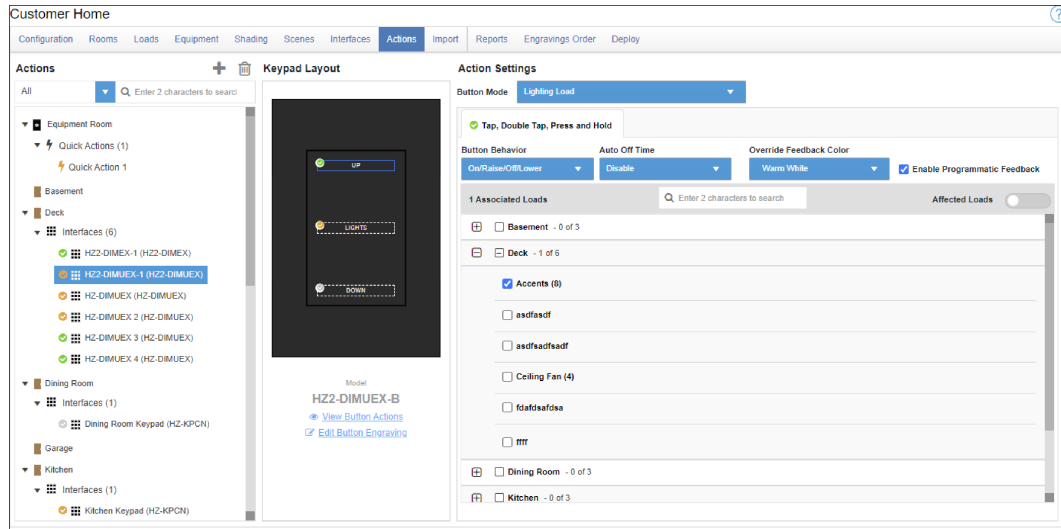 Customer Home
?
Configuration Rooms Loads Equipment Shading Scenes Interfaces Actions Import Reports Engravings Order Deploy
Actions
All
Enter 2 characters to searcl
Equipment Room
Quick Actions (1)
Quick Action 1
Basement
Deck
Interfaces (6)
HZ2-DIMEX-1 (HZ2-DIMEX)
HZ2-DIMUEX-1 (HZ2-DIMUEX)
HZ-DIMUEX (HZ-DIMUEX)
HZ-DIMUEX 2 (HZ-DIMUEX)
HZ-DIMUEX 3 (HZ-DIMUEX)
HZ-DIMUEX 4 (HZ-DIMUEX)
Dining Room
Interfaces (1)
Dining Room Keypad (HZ-KPCN)
Garage
Kitchen
Interfaces (1)
Kitchen Keypad (HZ-KPCN)
Keypad Layout
UP
LIGHTS
DOWN
Model
HZ2-DIMUEX-B
View Button Actions
Edit Button Engraving
Action Settings
Button Mode Lighting Load
Tap, Double Tap, Press and Hold
Button Behavior Auto Off Time Override Feedback Color
On/Raise/Off/Lower Disable Warm While Enable Programmatic Feedback
1 Associated Loads Enter 2 characters to search Affected Loads
Basement - 0 of 3
Deck - 1 of 6
Accents (8)
asdfasdf
asdfsadfsadf
Ceiling Fan (4)
fdafdsafdsa
ffff
Dining Room - 0 of 3
Kitchen - 0 of 3